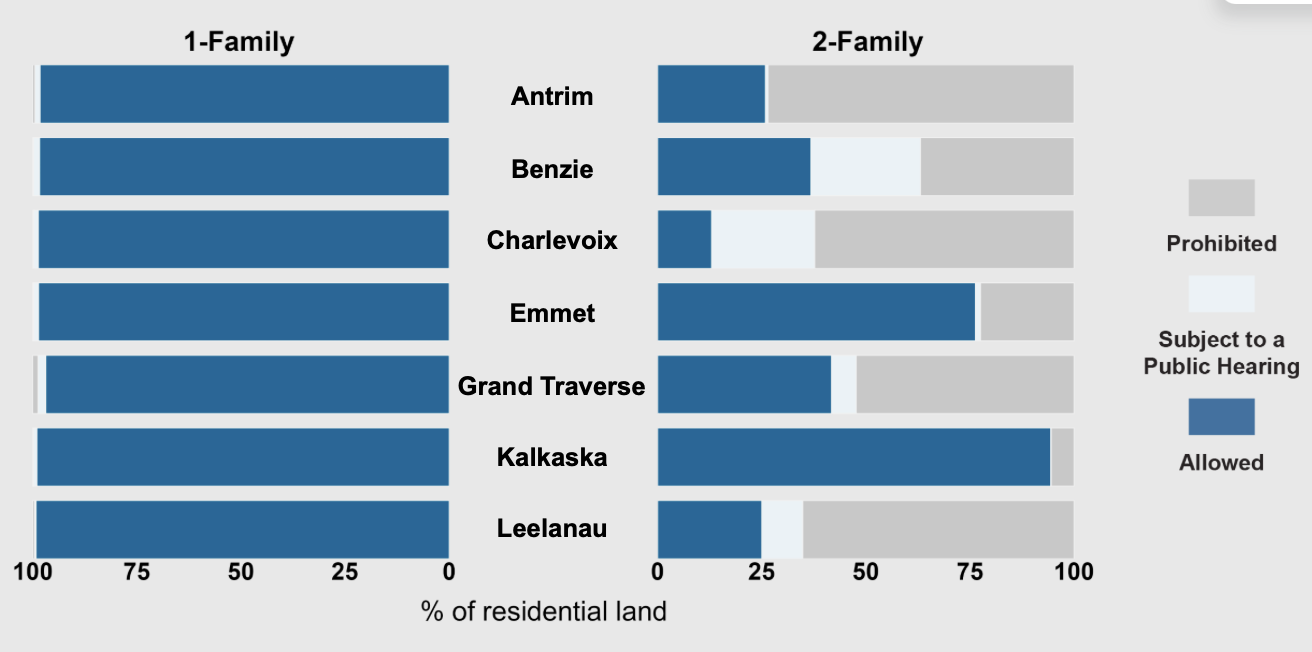 1-Family
2-Family
Antrim
Benzie
Charlevoix
Emmet
Grand Traverse
Kalkaska
Leelanau
100 75 50 25 0
0 25 50 75 100
% of residential land
Prohibited
Subject to a
Public Hearing
Allowed